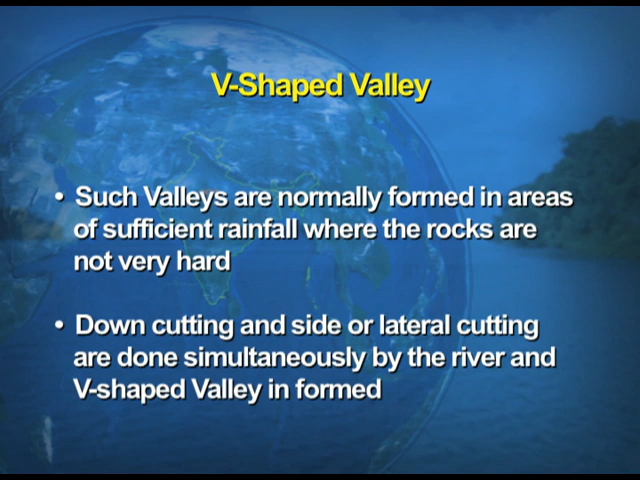 V-Shaped Valley
• Such Valleys are normally formed in areas
of sufficient rainfall where the rocks are
not very hard
• Down cutting and side or lateral cutting
are done simultaneously by the river and
V-shaped Valley in formed